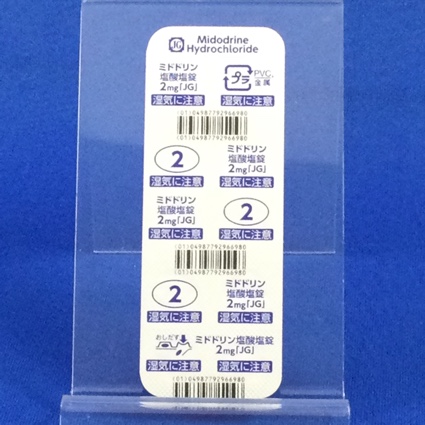 JG Midodrine
Hydrochloride
ミドドリン
塩酸塩錠
2mg「JG」
湿気に注意
プラ
PVC,
金属
湿気に注意
(01)04987792966980
2
湿気に注意
ミドドリン
塩酸塩錠
2mg「JG」
湿気に注意
ミドドリン
塩酸塩錠
2mg「JG」
湿気に注意
2
湿気に注意
(01)04987792966980
2
湿気に注意
ミドドリン
塩酸塩錠
2mg「JG」
湿気に注意
おしだす
ミドドリン塩酸塩錠
2mg「JG」
湿気に注意
(01)04987792966980